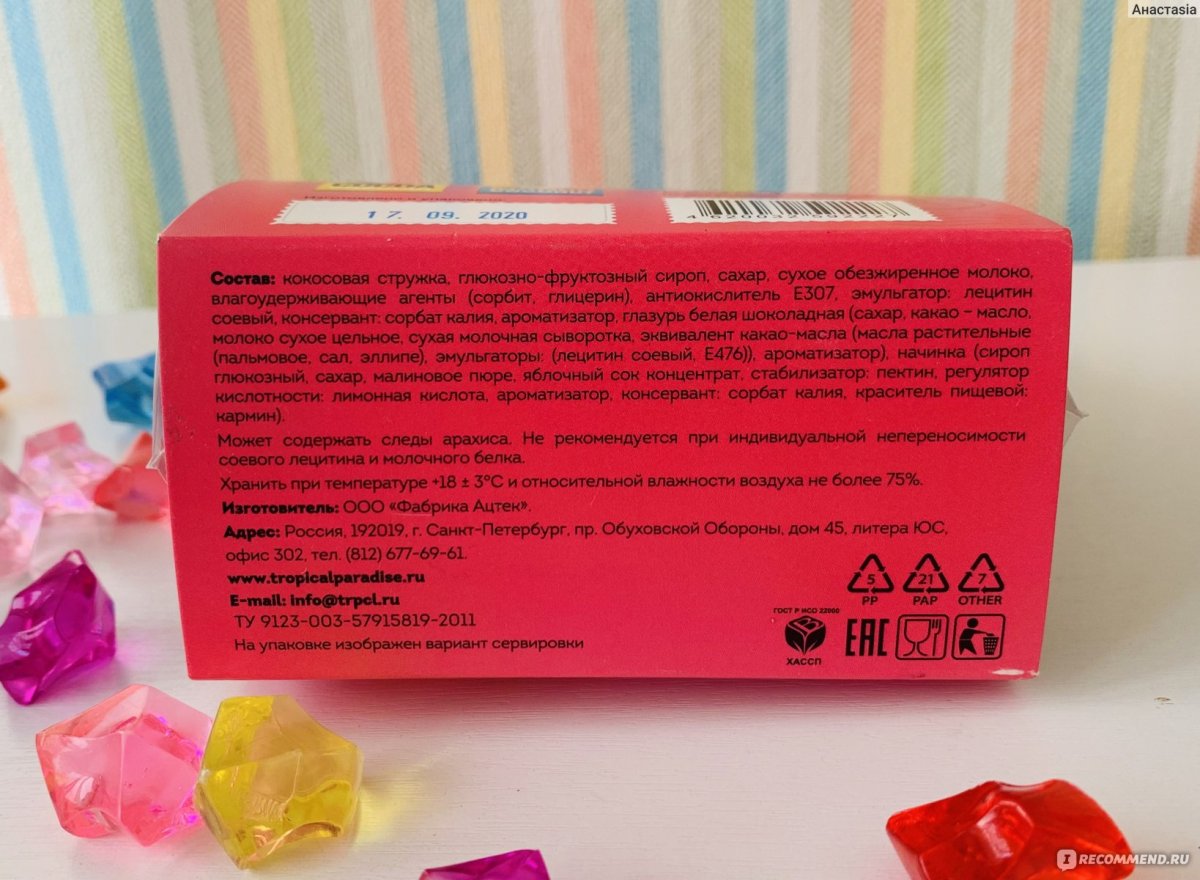 Анастasia
Изготовлено и упаковано
17. 09. 2020
Состав: кокосовая стружка, глюкозно-фруктозный сироп, сахар, сухое обезжиренное молоко,
влагоудерживающие агенты (сорбит, глицерин), антиокислитель Е307, эмульгатор: лецитин
соевый, консервант: сорбат калия, ароматизатор, глазурь белая шоколадная (сахар, какао – масло,
молоко сухое цельное, сухая молочная сыворотка, эквивалент какао-масла (масла растительные
(пальмовое, сал, эллипе), эмульгаторы: (лецитин соевый, Е476)), ароматизатор), начинка (сироп
глюкозный, сахар, малиновое пюре, яблочный сок концентрат, стабилизатор: пектин, регулятор
кислотности: лимонная кислота, ароматизатор, консервант: сорбат калия, краситель пищевой:
кармин).
Может содержать следы арахиса. Не рекомендуется при индивидуальной непереносимости
соевого лецитина и молочного белка.
Хранить при температуре +18 ± 3°С и относительной влажности воздуха не более 75%.
Изготовитель: ООО «Фабрика Ацтек».
Адрес: Россия, 192019, г. Санкт-Петербург, пр. Обуховской Обороны, дом 45, литера ЮС,
офис 302, тел. (812) 677-69-61.
www.tropicalparadise.ru
E-mail: info@trpcl.ru
ТУ 9123-003-57915819-2011
На упаковке изображен вариант сервировки
5 21 7
PP PAP OTHER
ГОСТ Р ИСО 22000
ХАССП
EAC
RECOMMEND.RU